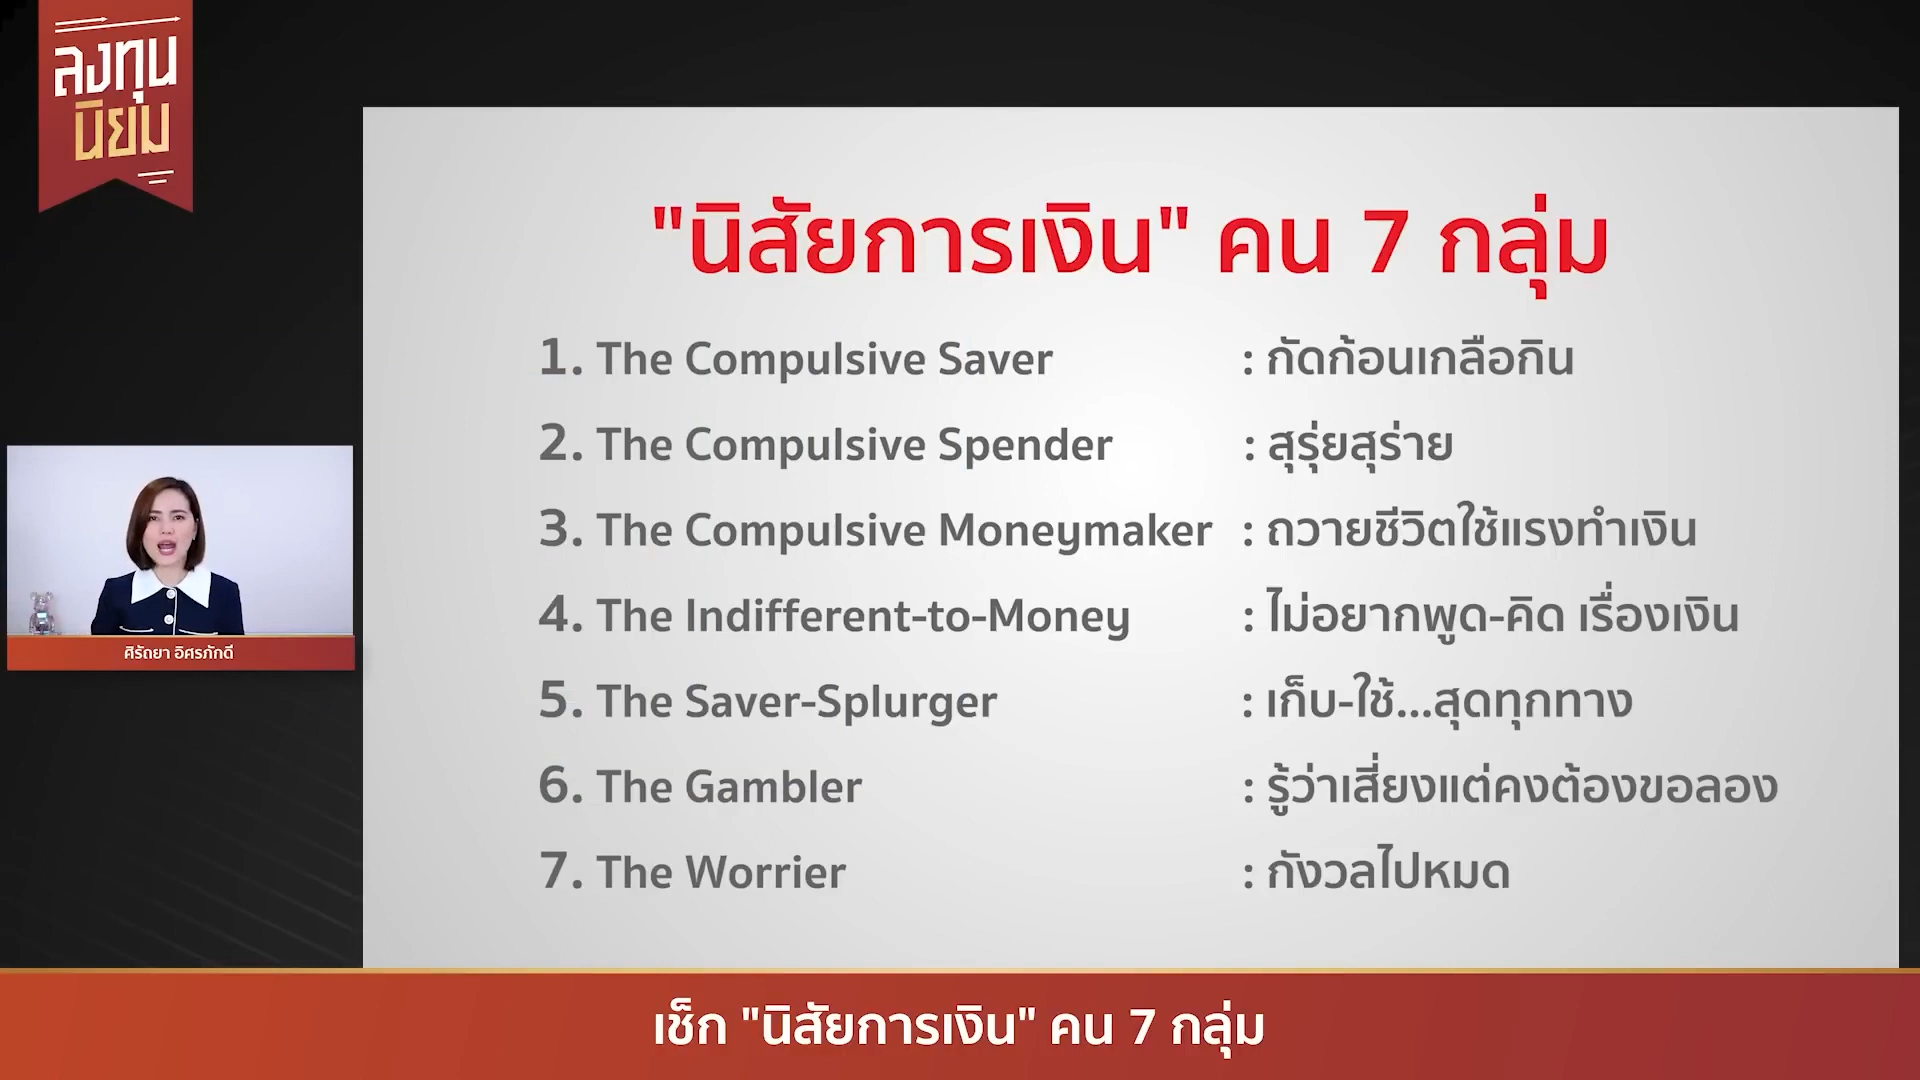 ลงทุน
นิยม
"นิสัยการเงิน" คน 7 กลุ่ม
1. The Compulsive Saver : กัดก้อนเกลือกิน
2. The Compulsive Spender : สุรุ่ยสุร่าย
3. The Compulsive Moneymaker : ถวายชีวิตใช้แรงทำเงิน
4. The Indifferent-to-Money : ไม่อยากพูด-คิด เรื่องเงิน
5. The Saver-Splurger : เก็บ-ใช้...สุดทุกทาง
6. The Gambler : รู้ว่าเสี่ยงแต่คงต้องขอลอง
7. The Worrier : กังวลไปหมด
ศิรัถยา อิศรภักดี
เช็ก "นิสัยการเงิน" คน 7 กลุ่ม